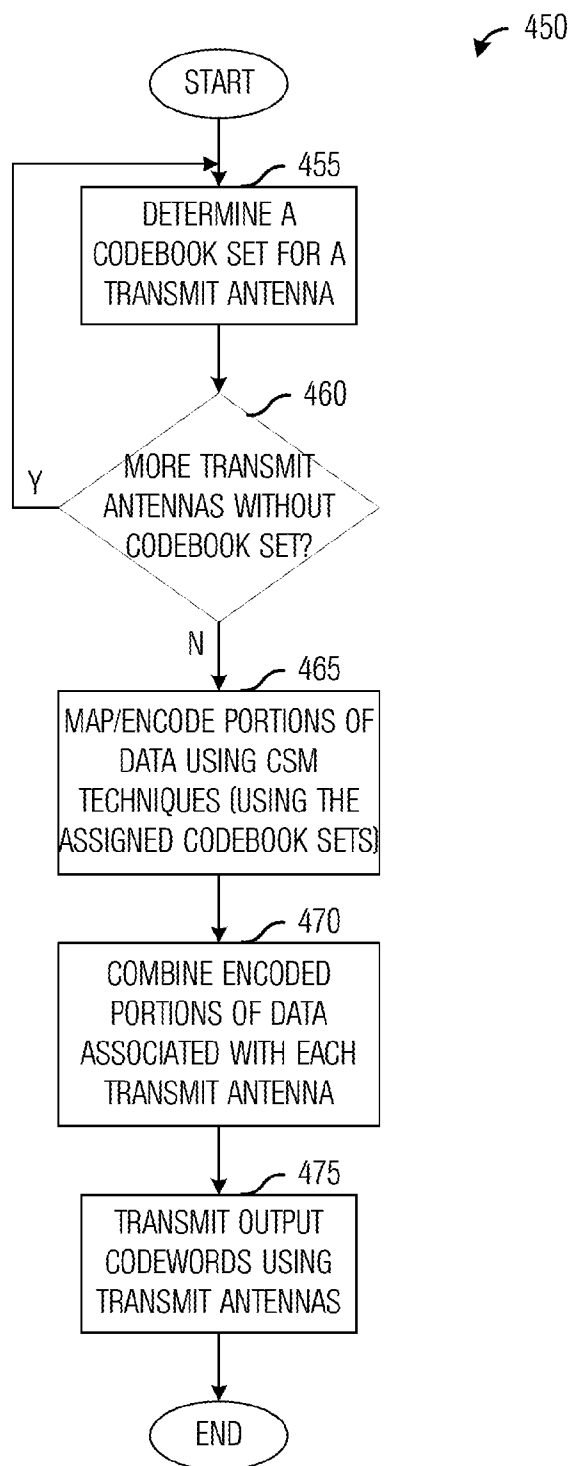 450
START
455
DETERMINE A
CODEBOOK SET FOR A
TRANSMIT ANTENNA
460
MORE TRANSMIT
ANTENNAS WITHOUT
CODEBOOK SET?
Y
N
465
MAP/ENCODE PORTIONS OF
DATA USING CSM
TECHNIQUES (USING THE
ASSIGNED CODEBOOK SETS)
470
COMBINE ENCODED
PORTIONS OF DATA
ASSOCIATED WITH EACH
TRANSMIT ANTENNA
475
TRANSMIT OUTPUT
CODEWORDS USING
TRANSMIT ANTENNAS
END